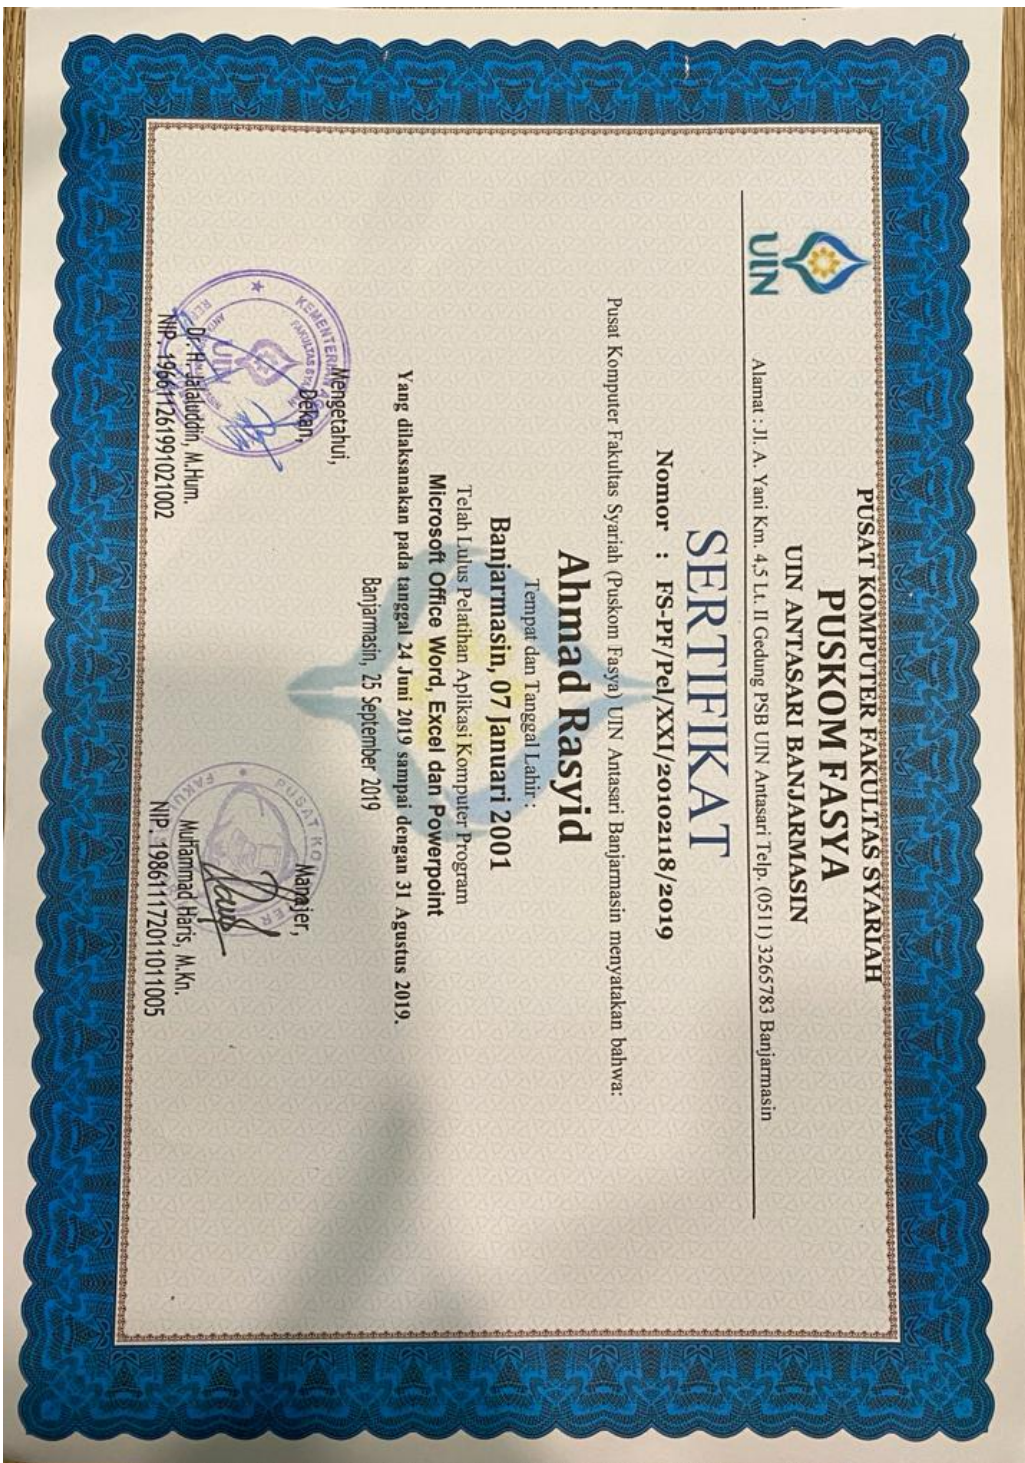 UIN
PUSAT KOMPUTER FAKULTAS SYARIAH
PUSKOM FASYA
UIN ANTASARI BANJARMASIN
Alamat : Jl. A. Yani Km. 4,5 Lt. II Gedung PSB UIN Antasari Telp. (0511) 3265783 Banjarmasin
SERTIFIKAT
Nomor : FS-PF/Pel/XXI/20102118/2019
Pusat Komputer Fakultas Syariah (Puskom Fasya) UIN Antasari Banjarmasin menyatakan bahwa:
Ahmad Rasyid
Tempat dan Tanggal Lahir :
Banjarmasin, 07 Januari 2001
Telah Lulus Pelatihan Aplikasi Komputer Program
Microsoft Office Word, Excel dan Powerpoint
Yang dilaksanakan pada tanggal 24 Juni 2019 sampai dengan 31 Agustus 2019.
Banjarmasin, 25 September 2019
Mengetahui,
Dekan,
UIN
Dr. H. Jalaluddin, M.Hum.
NIP. 196611261991021002
Manajer,
PUSAT
Muhammad Haris, M.Kn.
NIP. 198611172011011005